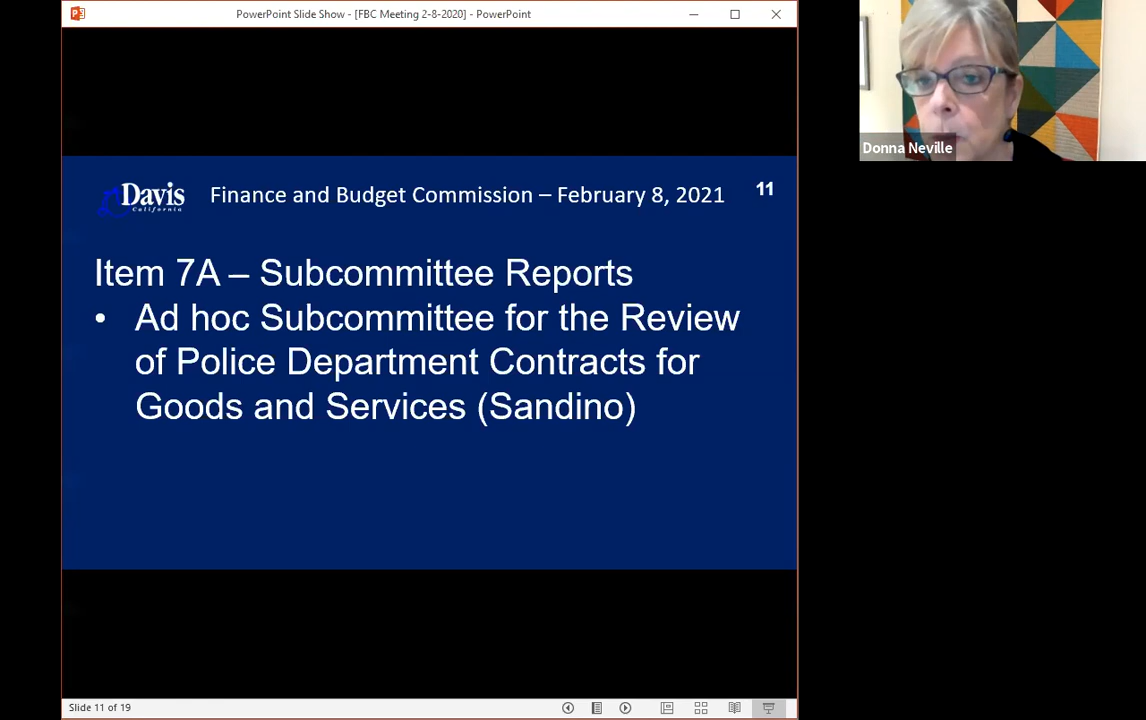 PowerPoint Slide Show - [FBC Meeting 2-8-2020] - PowerPoint
Donna Neville
Davis
California
Finance and Budget Commission – February 8, 2021
11
Item 7A – Subcommittee Reports
• Ad hoc Subcommittee for the Review
of Police Department Contracts for
Goods and Services (Sandino)
Slide 11 of 19